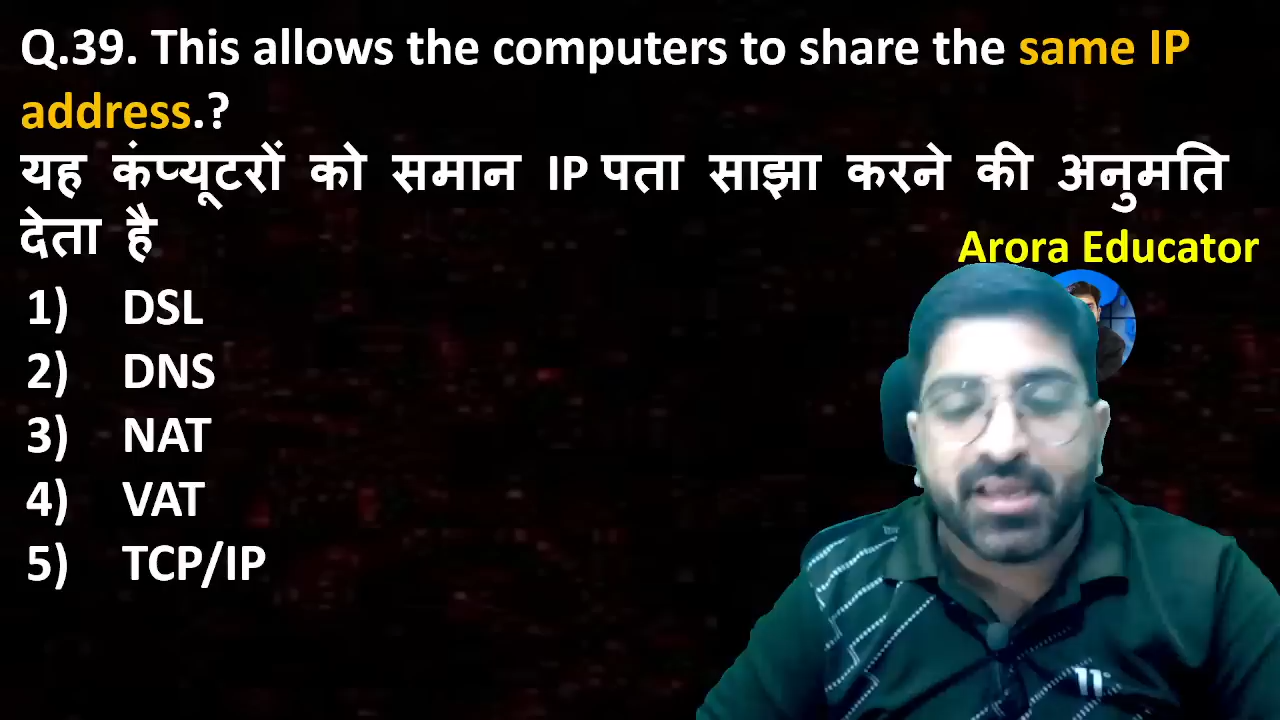 Q.39. This allows the computers to share the same IP
address.?
यह कंप्यूटरों को समान IP पता साझा करने की अनुमति
देता है
Arora Educator
1) DSL
2) DNS
3) NAT
4) VAT
5) TCP/IP
11